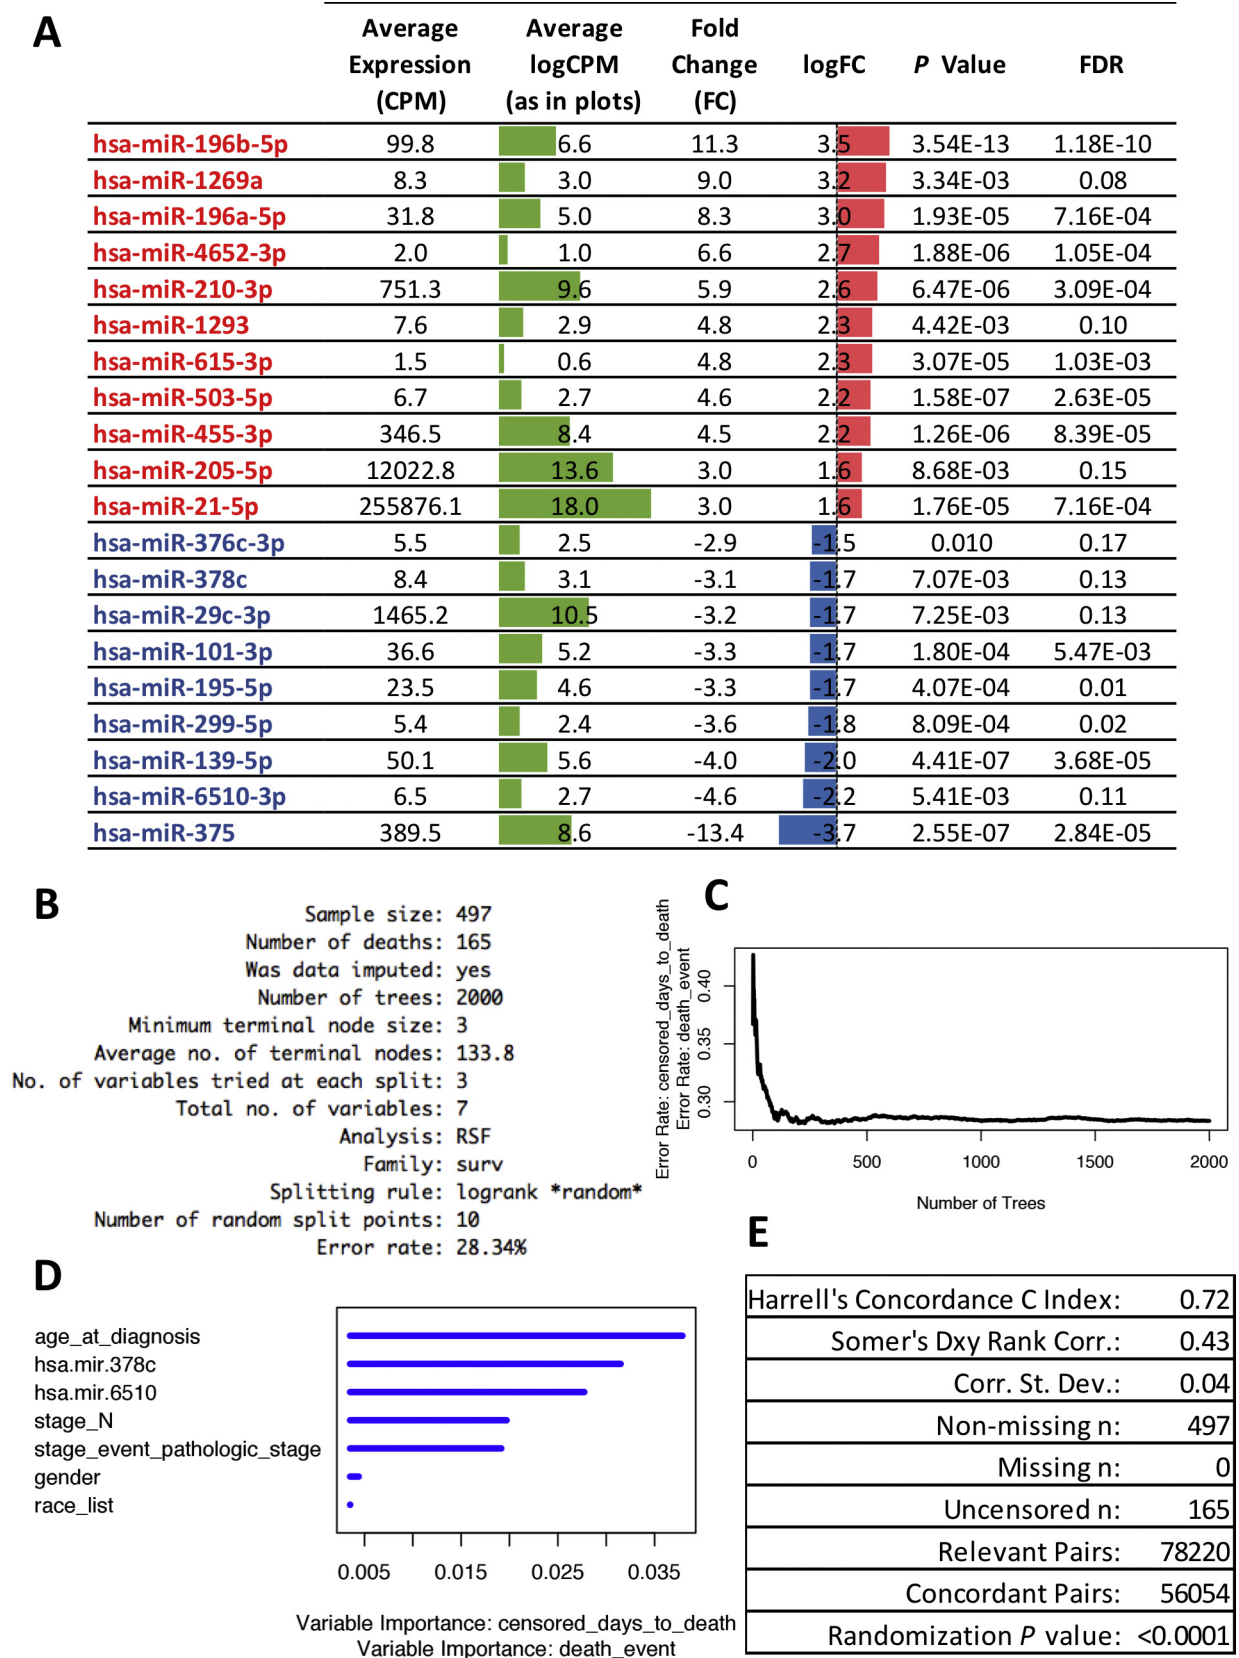 A
Average Expression (CPM) Average logCPM (as in plots) Fold Change (FC) logFC P Value FDR
hsa-miR-196b-5p 99.8 6.6 11.3 3.5 3.54E-13 1.18E-10
hsa-miR-1269a 8.3 3.0 9.0 3.2 3.34E-03 0.08
hsa-miR-196a-5p 31.8 5.0 8.3 3.0 1.93E-05 7.16E-04
hsa-miR-4652-3p 2.0 1.0 6.6 2.7 1.88E-06 1.05E-04
hsa-miR-210-3p 751.3 9.6 5.9 2.6 6.47E-06 3.09E-04
hsa-miR-1293 7.6 2.9 4.8 2.3 4.42E-03 0.10
hsa-miR-615-3p 1.5 0.6 4.8 2.3 3.07E-05 1.03E-03
hsa-miR-503-5p 6.7 2.7 4.6 2.2 1.58E-07 2.63E-05
hsa-miR-455-3p 346.5 8.4 4.5 2.2 1.26E-06 8.39E-05
hsa-miR-205-5p 12022.8 13.6 3.0 1.6 8.68E-03 0.15
hsa-miR-21-5p 255876.1 18.0 3.0 1.6 1.76E-05 7.16E-04
hsa-miR-376c-3p 5.5 2.5 -2.9 -1.5 0.010 0.17
hsa-miR-378c 8.4 3.1 -3.1 -1.7 7.07E-03 0.13
hsa-miR-29c-3p 1465.2 10.5 -3.2 -1.7 7.25E-03 0.13
hsa-miR-101-3p 36.6 5.2 -3.3 -1.7 1.80E-04 5.47E-03
hsa-miR-195-5p 23.5 4.6 -3.3 -1.7 4.07E-04 0.01
hsa-miR-299-5p 5.4 2.4 -3.6 -1.8 8.09E-04 0.02
hsa-miR-139-5p 50.1 5.6 -4.0 -2.0 4.41E-07 3.68E-05
hsa-miR-6510-3p 6.5 2.7 -4.6 -2.2 5.41E-03 0.11
hsa-miR-375 389.5 8.6 -13.4 -3.7 2.55E-07 2.84E-05
B
Sample size: 497
Number of deaths: 165
Was data imputed: yes
Number of trees: 2000
Minimum terminal node size: 3
Average no. of terminal nodes: 133.8
No. of variables tried at each split: 3
Total no. of variables: 7
Analysis: RSF
Family: surv
Splitting rule: logrank *random*
Number of random split points: 10
Error rate: 28.34%
C
Error Rate: censored_days_to_death
Error Rate: death_event
0.40
0.35
0.30
0 500 1000 1500 2000
Number of Trees
D
age_at_diagnosis
hsa.mir.378c
hsa.mir.6510
stage_N
stage_event_pathologic_stage
gender
race_list
0.005 0.015 0.025 0.035
Variable Importance: censored_days_to_death
Variable Importance: death_event
E
Harrell's Concordance C Index: 0.72
Somer's Dxy Rank Corr.: 0.43
Corr. St. Dev.: 0.04
Non-missing n: 497
Missing n: 0
Uncensored n: 165
Relevant Pairs: 78220
Concordant Pairs: 56054
Randomization P value: <0.0001